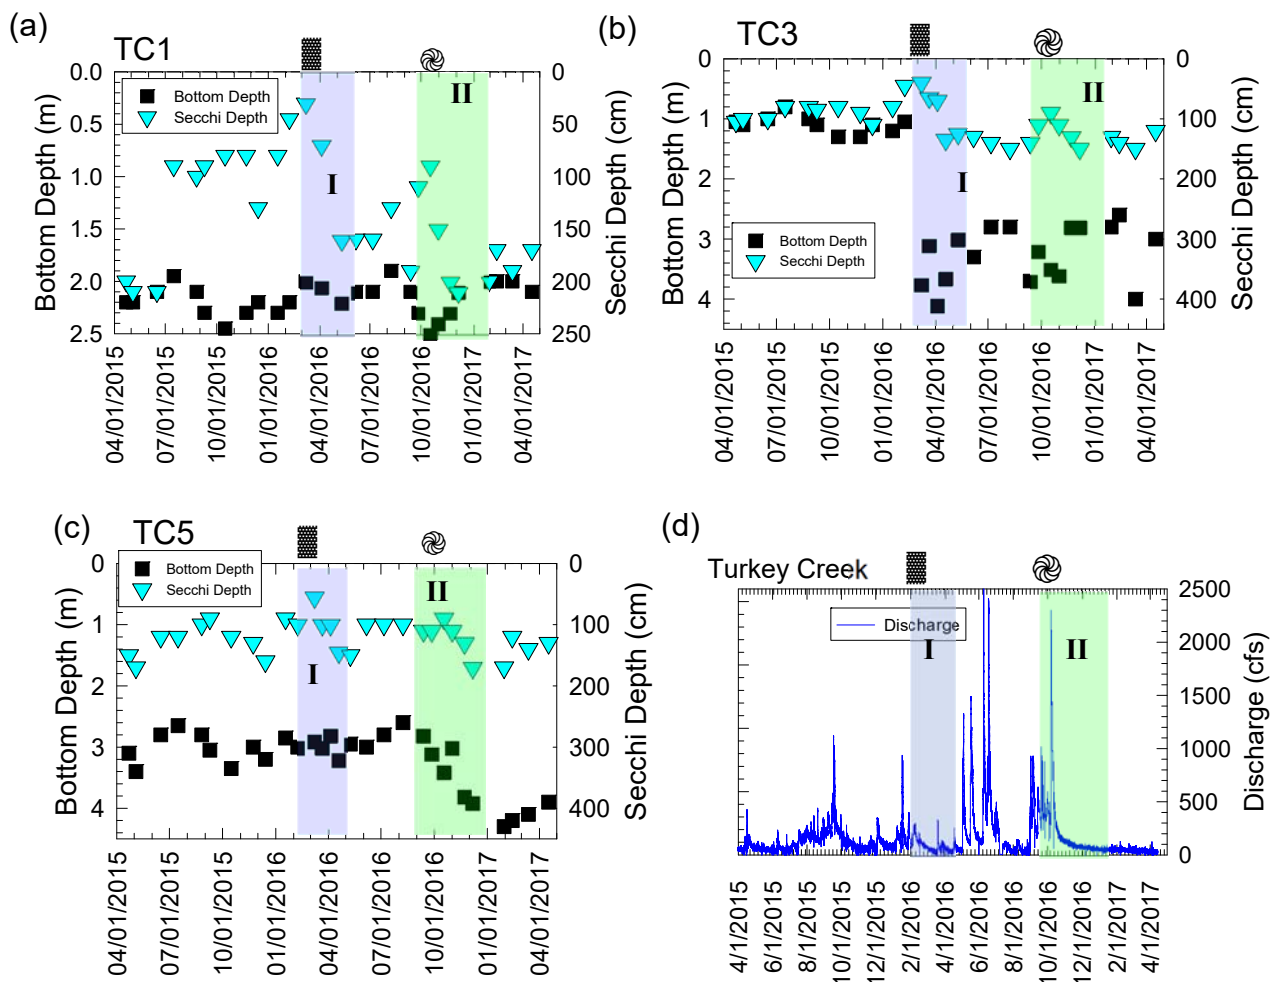 (a)
TC1
Bottom Depth
Secchi Depth
I
II
Bottom Depth (m)
0.0
0.5
1.0
1.5
2.0
2.5
Secchi Depth (cm)
0
50
100
150
200
250
04/01/2015
07/01/2015
10/01/2015
01/01/2016
04/01/2016
07/01/2016
10/01/2016
01/01/2017
04/01/2017
(b)
TC3
Bottom Depth
Secchi Depth
I
II
Bottom Depth (m)
0
1
2
3
4
Secchi Depth (cm)
0
100
200
300
400
04/01/2015
07/01/2015
10/01/2015
01/01/2016
04/01/2016
07/01/2016
10/01/2016
01/01/2017
04/01/2017
(c)
TC5
Bottom Depth
Secchi Depth
I
II
Bottom Depth (m)
0
1
2
3
4
Secchi Depth (cm)
0
100
200
300
400
04/01/2015
07/01/2015
10/01/2015
01/01/2016
04/01/2016
07/01/2016
10/01/2016
01/01/2017
04/01/2017
(d)
Turkey Creek
Discharge
I
II
Discharge (cfs)
2500
2000
1500
1000
500
0
4/1/2015
6/1/2015
8/1/2015
10/1/2015
12/1/2015
2/1/2016
4/1/2016
6/1/2016
8/1/2016
10/1/2016
12/1/2016
2/1/2017
4/1/2017